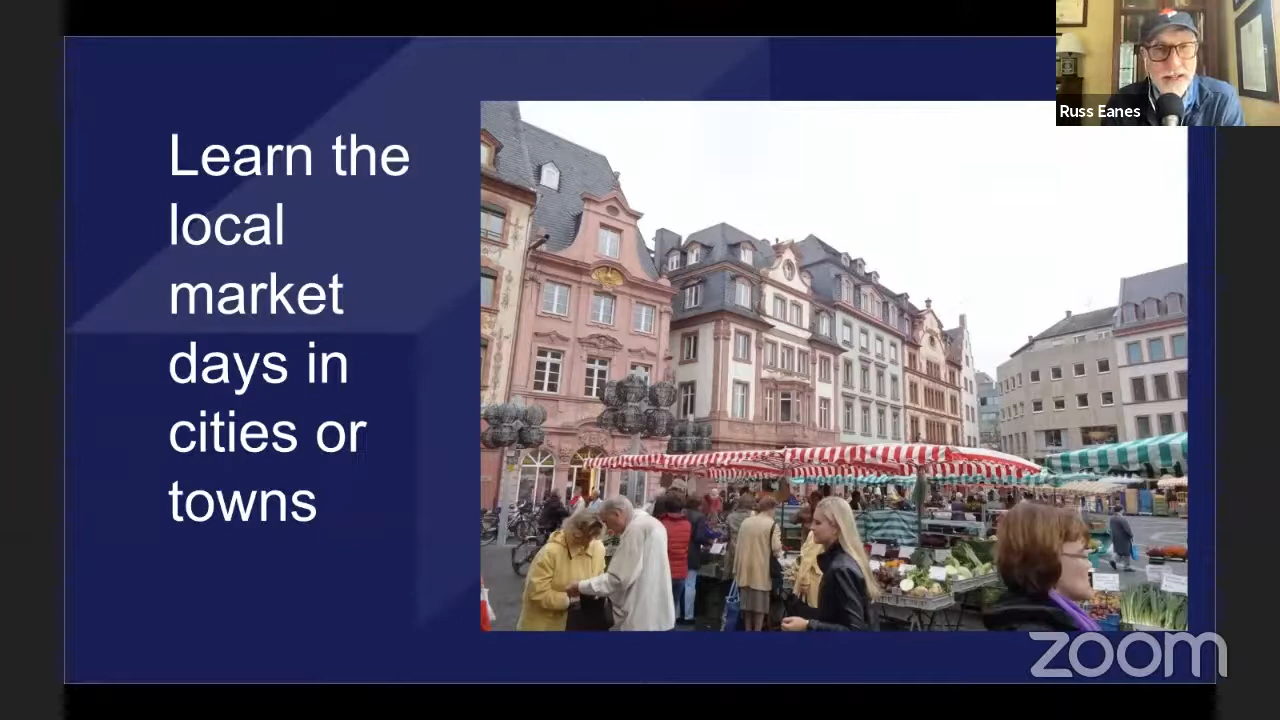 Russ Eanes
Learn the
local
market
days in
cities or
towns
zoom